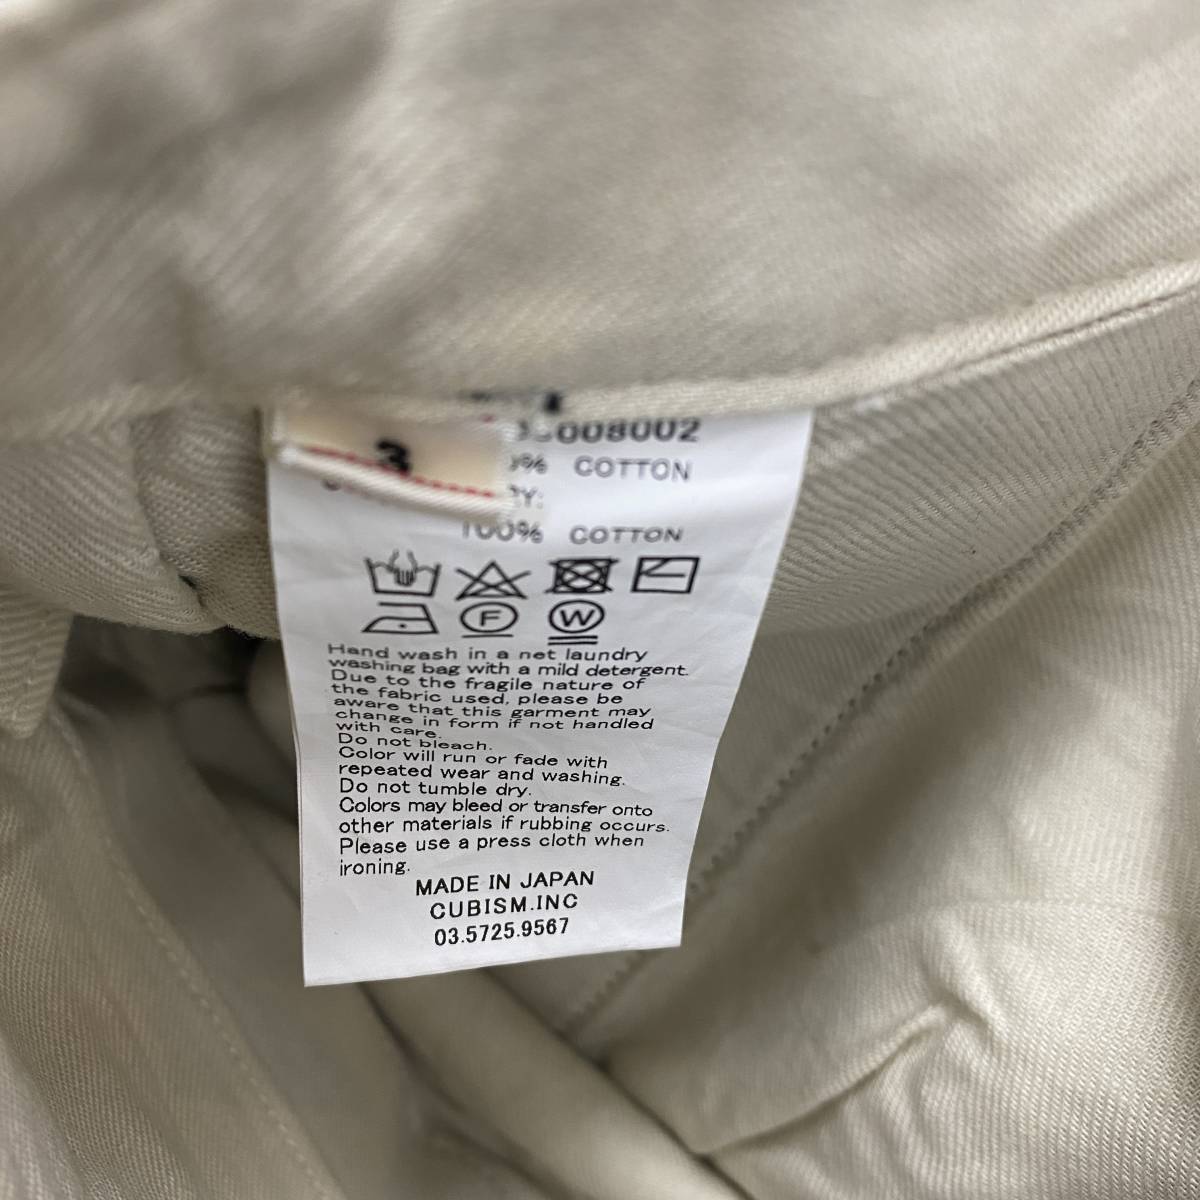 3
008002
% COTTON
Y:
100% COTTON
F W
Hand wash in a net laundry
washing bag with a mild detergent.
Due to the fragile nature of
the fabric used, please be
aware that this garment may
change in form if not handled
with care.
Do not bleach.
Color will run or fade with
repeated wear and washing.
Do not tumble dry.
Colors may bleed or transfer onto
other materials if rubbing occurs.
Please use a press cloth when
ironing.
MADE IN JAPAN
CUBISM.INC
03.5725.9567